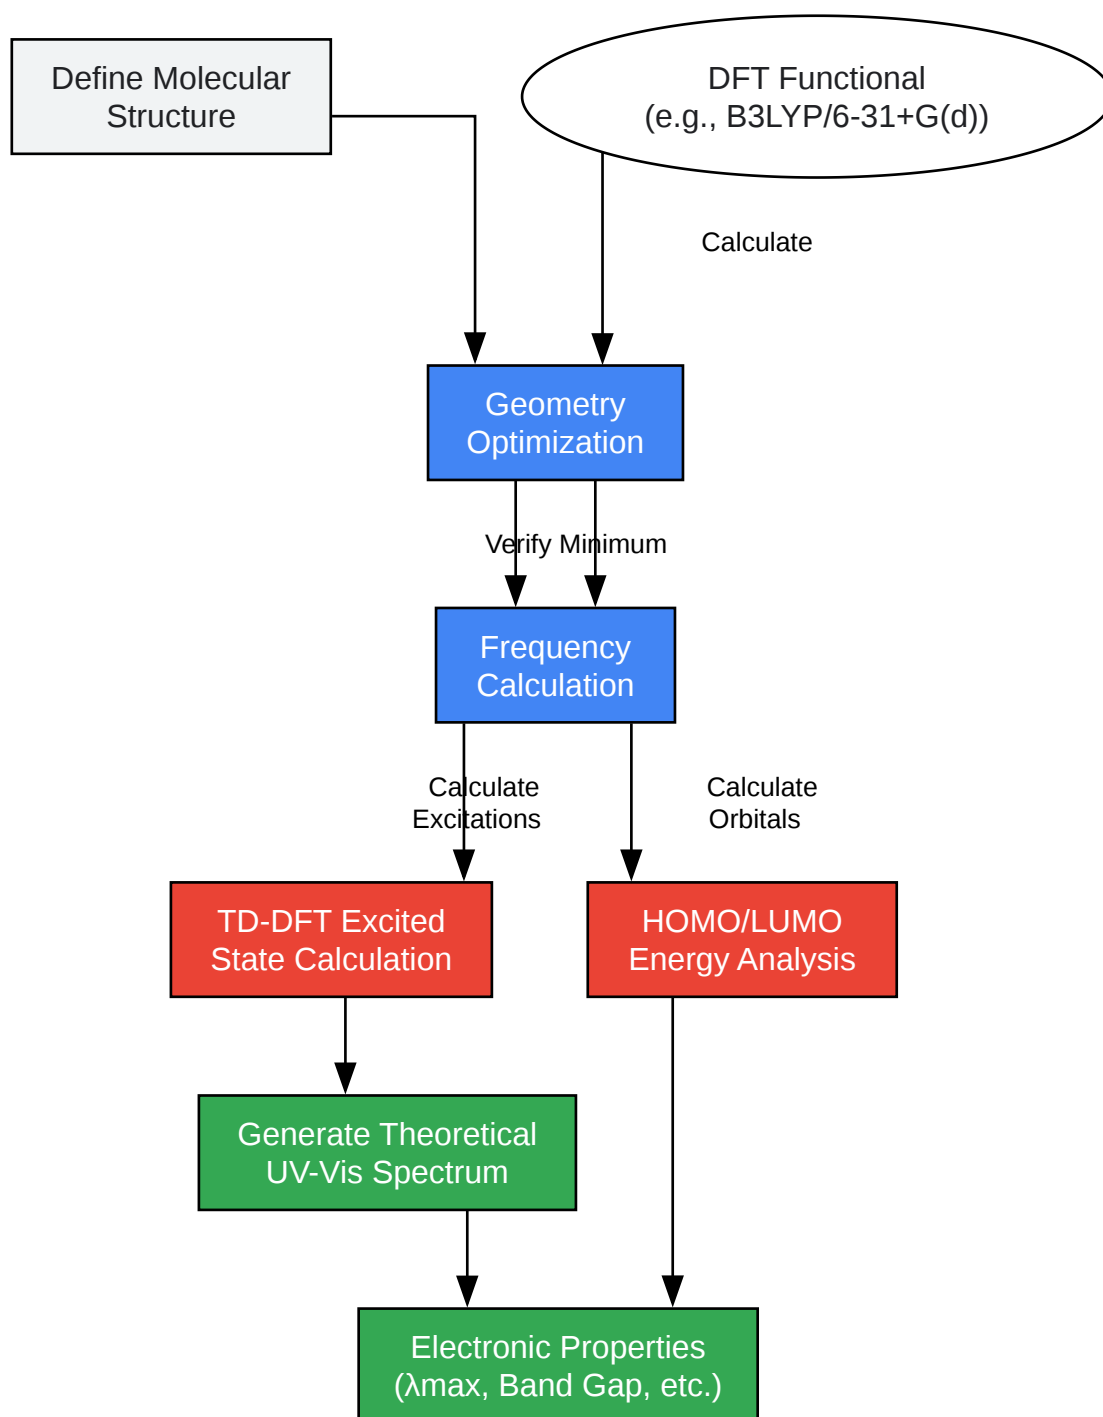 Define Molecular
Structure
DFT Functional
(e.g., B3LYP/6-31+G(d))
Calculate
Geometry
Optimization
Verify Minimum
Frequency
Calculation
Calculate
Excitations
Calculate
Orbitals
TD-DFT Excited
State Calculation
HOMO/LUMO
Energy Analysis
Generate Theoretical
UV-Vis Spectrum
Electronic Properties
(λmax, Band Gap, etc.)